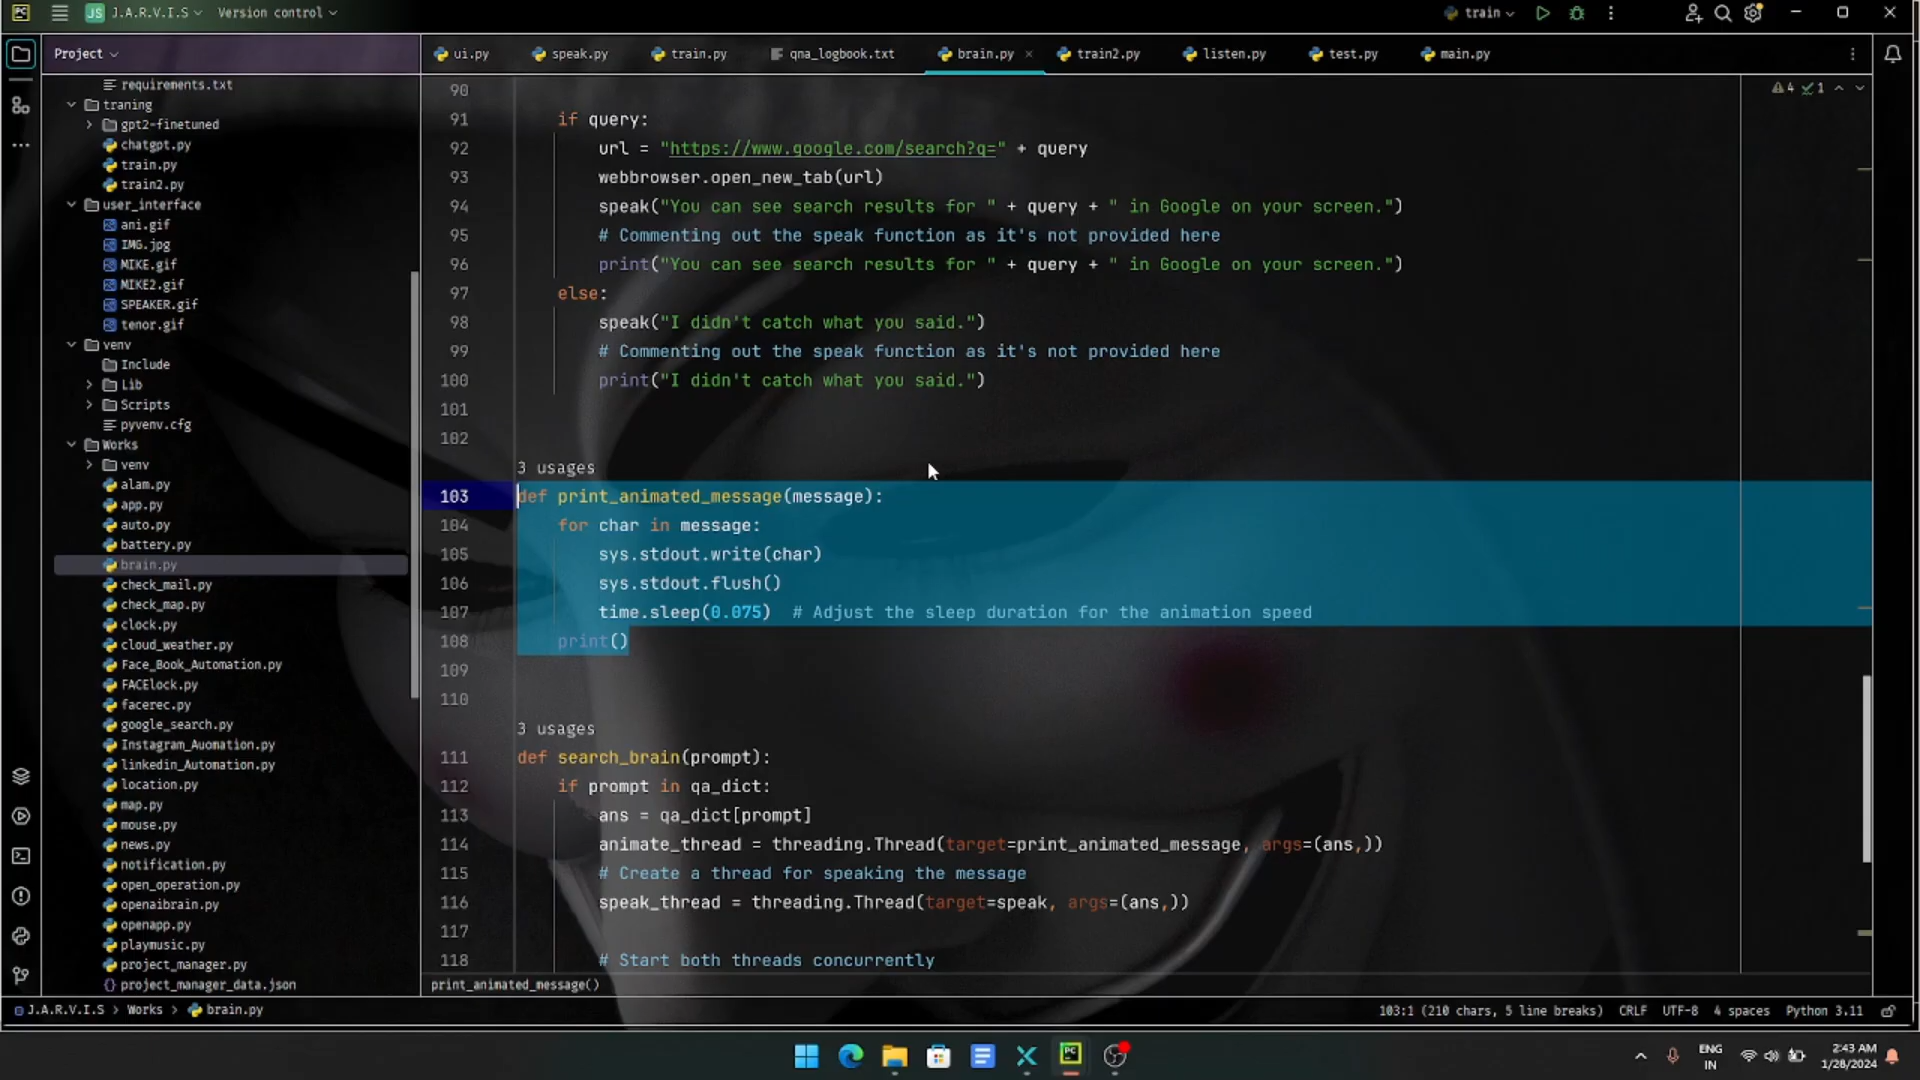 PC
JS J.A.R.V.I.S Version control train
Project
ui.py speak.py train.py qna_logbook.txt brain.py train2.py listen.py test.py main.py
requirements.txt
traning
gpt2-finetuned
chatgpt.py
train.py
train2.py
user_interface
ani.gif
IMG.jpg
MIKE.gif
MIKE2.gif
SPEAKER.gif
tenor.gif
venv
Include
Lib
Scripts
pyvenv.cfg
Works
venv
alam.py
app.py
auto.py
battery.py
brain.py
check_mail.py
check_map.py
clock.py
cloud_weather.py
Face_Book_Automation.py
FACElock.py
facerec.py
google_search.py
Instagram_Auomation.py
linkedin_Automation.py
location.py
map.py
mouse.py
news.py
notification.py
open_operation.py
openaibrain.py
openapp.py
playmusic.py
project_manager.py
project_manager_data.json
4 1
90
91 if query:
92 url = "https://www.google.com/search?q=" + query
93 webbrowser.open_new_tab(url)
94 speak("You can see search results for " + query + " in Google on your screen.")
95 # Commenting out the speak function as it's not provided here
96 print("You can see search results for " + query + " in Google on your screen.")
97 else:
98 speak("I didn't catch what you said.")
99 # Commenting out the speak function as it's not provided here
100 print("I didn't catch what you said.")
101
102
3 usages
103 def print_animated_message(message):
104 for char in message:
105 sys.stdout.write(char)
106 sys.stdout.flush()
107 time.sleep(0.075) # Adjust the sleep duration for the animation speed
108 print()
109
110
3 usages
111 def search_brain(prompt):
112 if prompt in qa_dict:
113 ans = qa_dict[prompt]
114 animate_thread = threading.Thread(target=print_animated_message, args=(ans,))
115 # Create a thread for speaking the message
116 speak_thread = threading.Thread(target=speak, args=(ans,))
117
118 # Start both threads concurrently
print_animated_message()
J.A.R.V.I.S > Works > brain.py 103:1 (210 chars, 5 line breaks) CRLF UTF-8 4 spaces Python 3.11
PC
ENG
IN
2:43 AM
1/28/2024